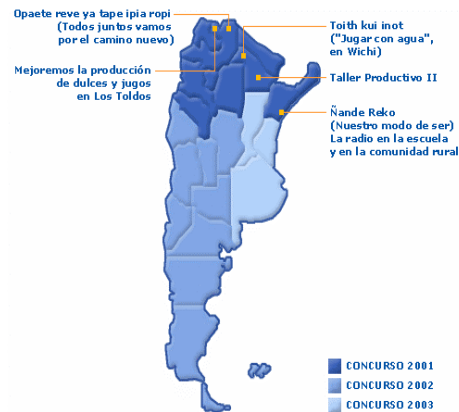 Opaete reve ya tape ipia ropi
(Todos juntos vamos
por el camino nuevo)
Mejoremos la producción
de dulces y jugos
en Los Toldos
Toith kui inot
("Jugar con agua",
en Wichi)
Taller Productivo II
Ñande Reko
(Nuestro modo de ser)
La radio en la escuela
y en la comunidad rural
CONCURSO 2001
CONCURSO 2002
CONCURSO 2003